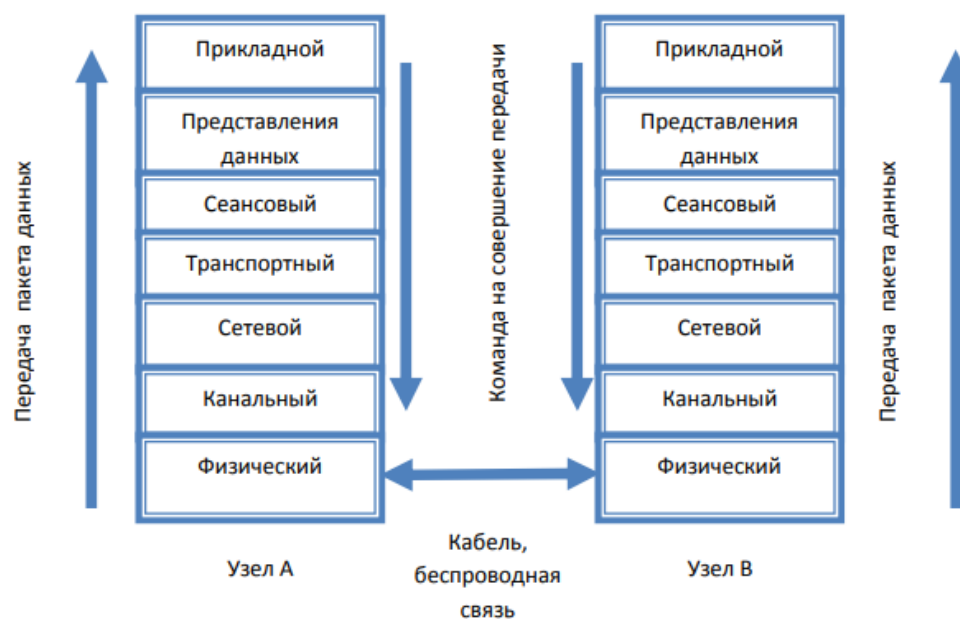 Передача пакета данных
Прикладной
Представления
данных
Сеансовый
Транспортный
Сетевой
Канальный
Физический
Узел А
Команда на совершение передачи
Кабель,
беспроводная
связь
Прикладной
Представления
данных
Сеансовый
Транспортный
Сетевой
Канальный
Физический
Узел В
Передача пакета данных